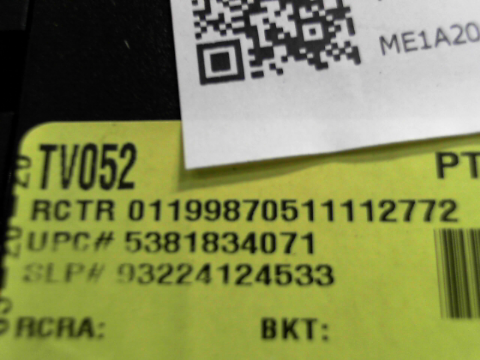 ME1A20
TV052
PT
RCTR 01199870511112772
UPC# 5381834071
SLP# 93224124533
RCRA:
BKT: